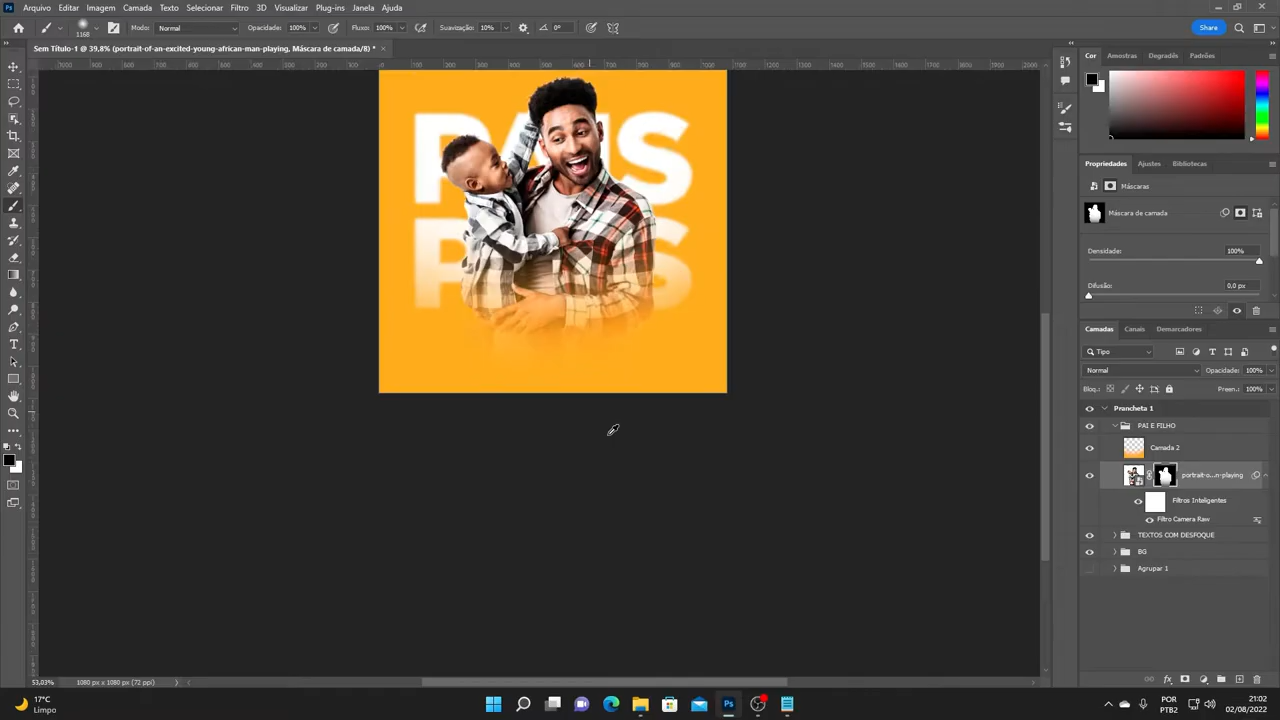 Ps Arquivo Editar Imagem Camada Texto Selecionar Filtro 3D Visualizar Plug-ins Janela Ajuda
1168 Modo: Normal Opacidade: 100% Fluxo: 100% Suavização: 10% 0° Share
Sem Título-1 @ 39,8% (portrait-of-an-excited-young-african-man-playing, Máscara de camada/8) *
Cor Amostras Degradês Padrões
PAIS
PAIS
Propriedades Ajustes Bibliotecas
Máscaras
Máscara de camada
Densidade: 100%
Difusão: 0,0 px
Camadas Canais Demarcadores
Tipo
Normal Opacidade: 100%
Bloq.: Preen.: 100%
Prancheta 1
PAI E FILHO
Camada 2
portrait-o...n-playing
Filtros Inteligentes
Filtro Camera Raw
TEXTOS COM DESFOQUE
BG
Agrupar 1
53,03% 1080 px x 1080 px (72 ppi)
17°C
Limpo
POR
PTB2
21:02
02/08/2022